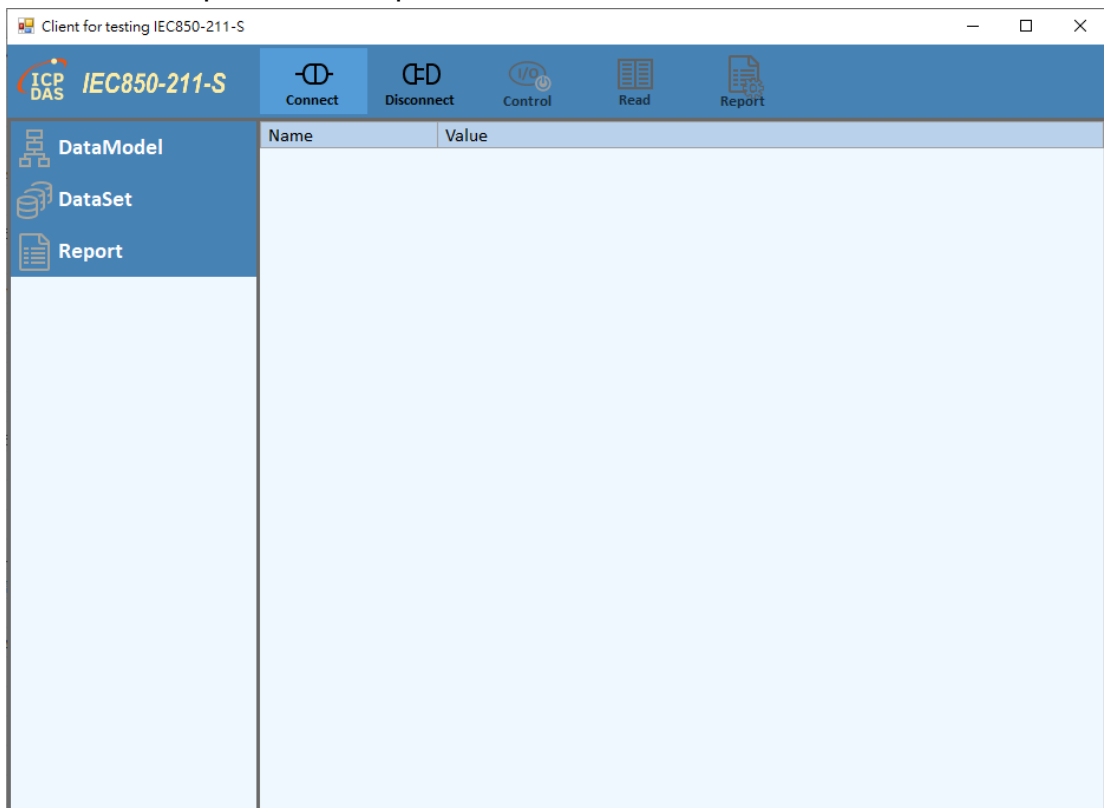 Client for testing IEC850-211-S
ICP DAS IEC850-211-S
Connect Disconnect Control Read Report
I/O
DataModel
DataSet
Report
Name Value